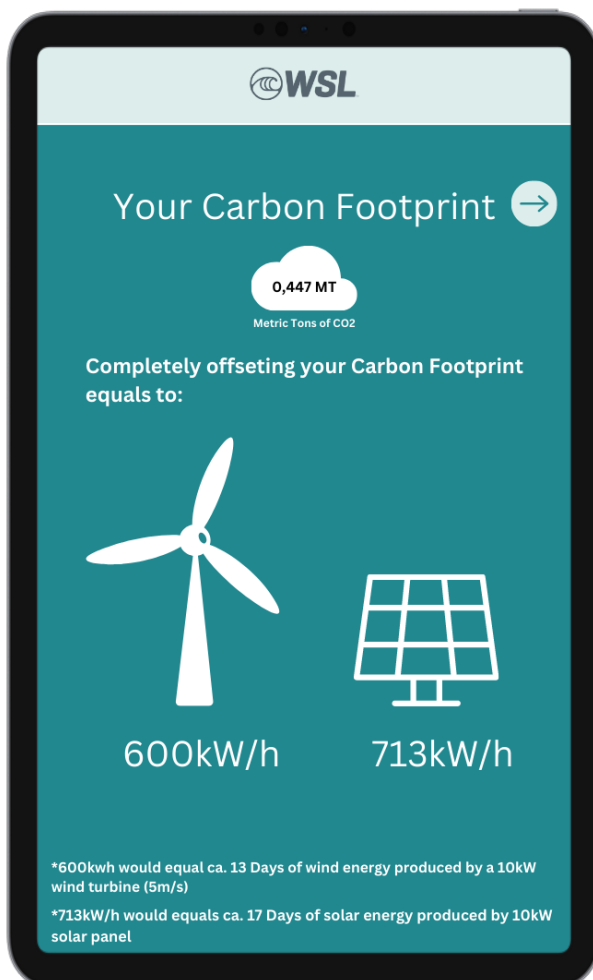 WSL
Your Carbon Footprint
0,447 MT
Metric Tons of CO2
Completely offseting your Carbon Footprint
equals to:
600kW/h
713kW/h
*600kwh would equal ca. 13 Days of wind energy produced by a 10kW
wind turbine (5m/s)
*713kW/h would equals ca. 17 Days of solar energy produced by 10kW
solar panel